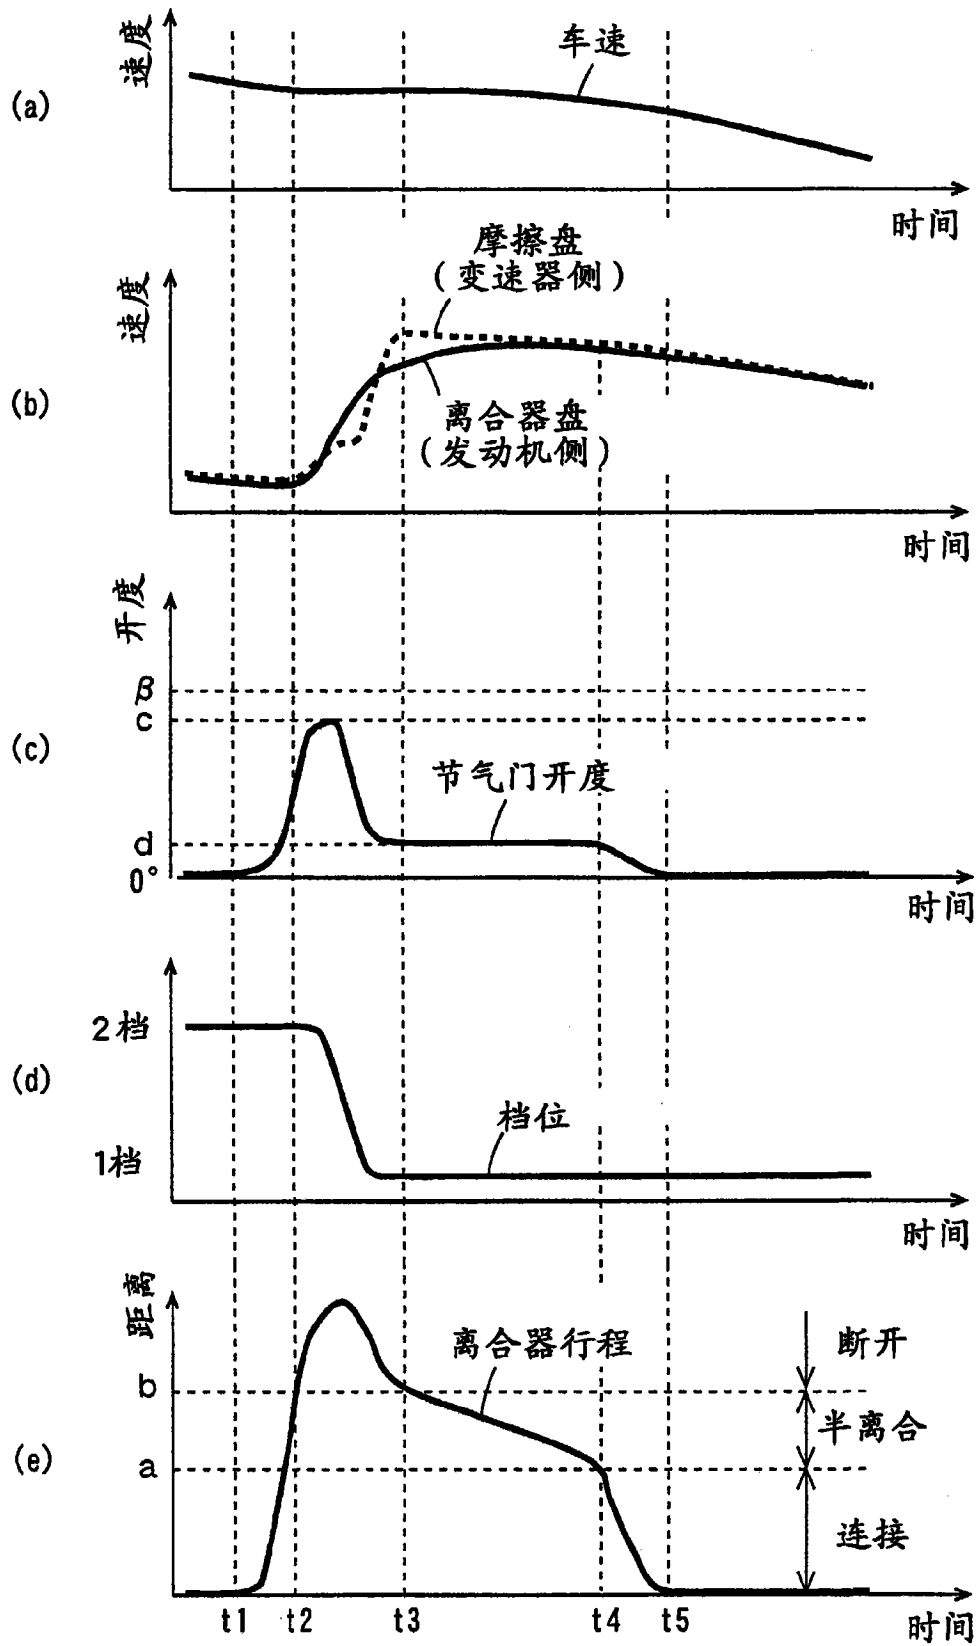 (a)
速度
车速
时间
(b)
速度
摩擦盘
(变速器侧)
离合器盘
(发动机侧)
时间
(c)
开度
β
c
d
0°
节气门开度
时间
(d)
2档
1档
档位
时间
(e)
距离
b
a
离合器行程
断开
半离合
连接
t1 t2 t3 t4 t5
时间